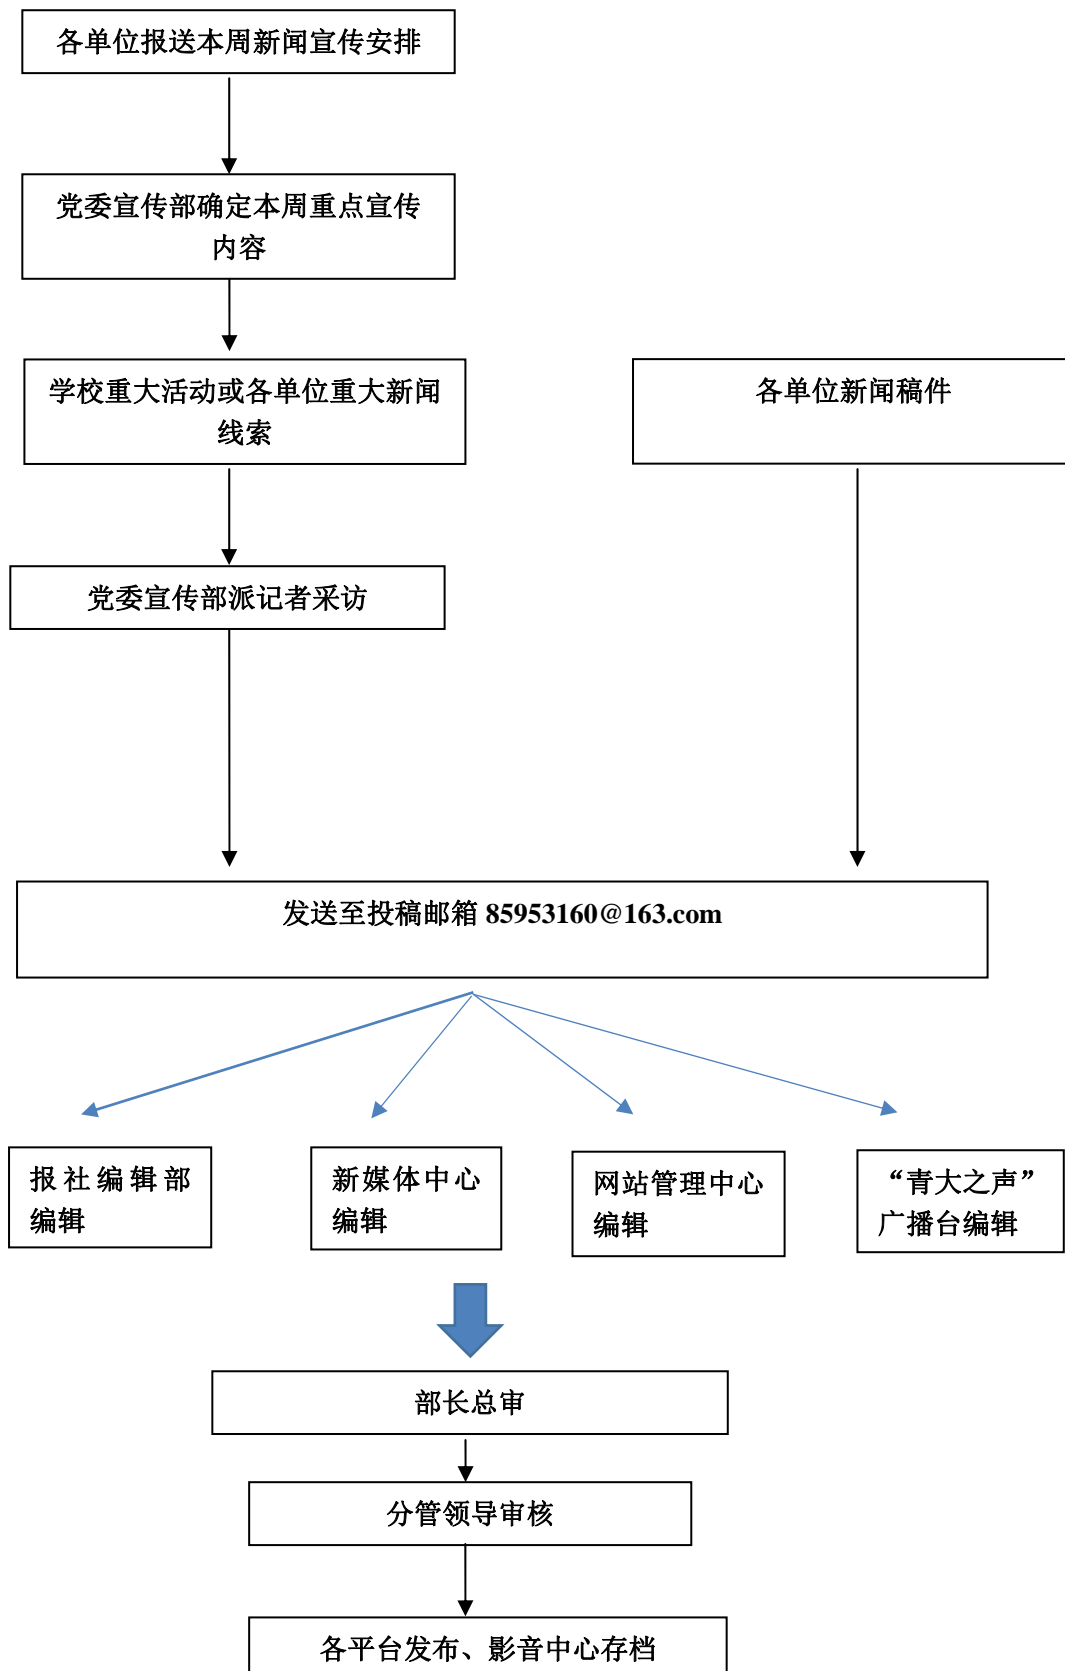 各单位报送本周新闻宣传安排
党委宣传部确定本周重点宣传
内容
学校重大活动或各单位重大新闻
线索
各单位新闻稿件
党委宣传部派记者采访
发送至投稿邮箱 85953160@163.com
报社编辑部
编辑
新媒体中心
编辑
网站管理中心
编辑
“青大之声”
广播台编辑
部长总审
分管领导审核
各平台发布、影音中心存档